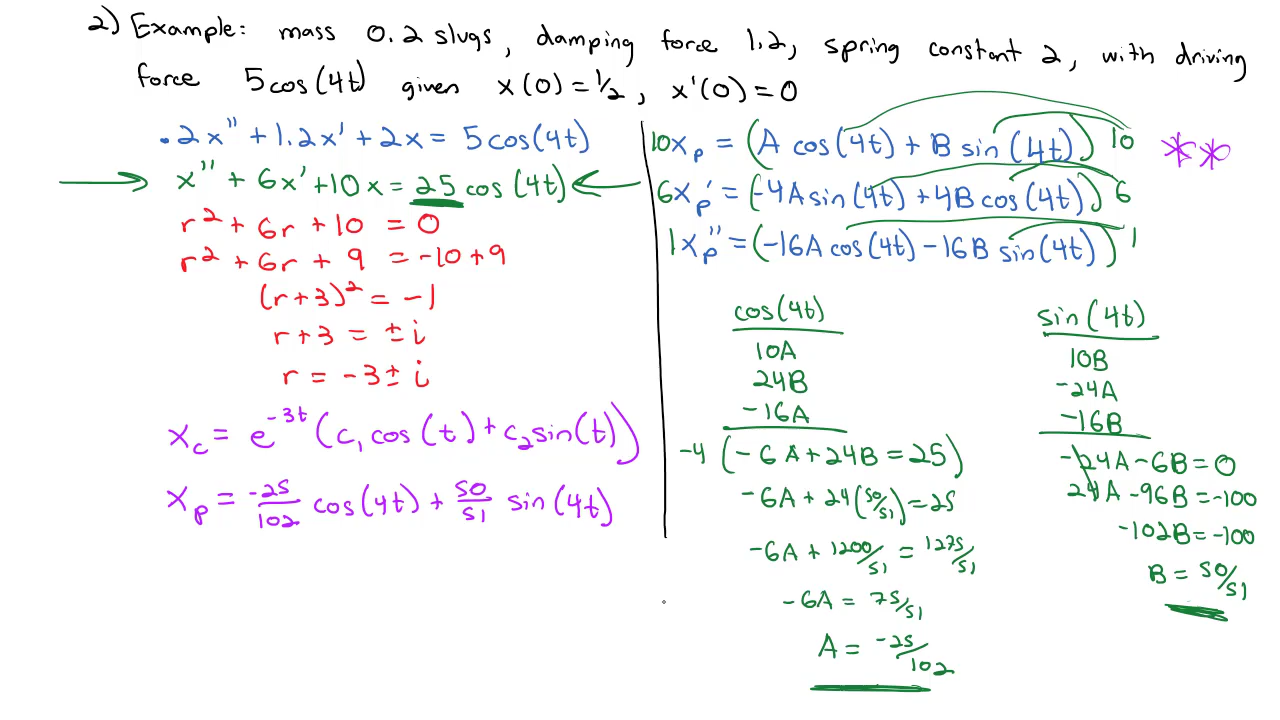 2) Example: mass 0.2 slugs, damping force 1.2, spring constant 2, with driving
force 5cos(4t) given x(0)=1/2, x'(0)=0
.2x'' + 1.2x' + 2x = 5cos(4t)
x'' + 6x' + 10x = 25 cos(4t)
r² + 6r + 10 = 0
r² + 6r + 9 = -10+9
(r+3)² = -1
r+3 = ± i
r = -3 ± i
x_c = e^{-3t} (c₁ cos(t) + c₂ sin(t))
x_p = -25/102 cos(4t) + 50/51 sin(4t)
10x_p = (A cos(4t) + B sin(4t)) 10 **
6x_p' = (-4A sin(4t) + 4B cos(4t)) 6
1x_p'' = (-16A cos(4t) - 16B sin(4t)) 1
cos(4t)
10A
24B
-16A
-4 (-6A + 24B = 25)
-6A + 24(50/51) = 25
-6A + 1200/51 = 1275/51
-6A = 75/51
A = -25/102
sin(4t)
10B
-24A
-16B
-24A - 6B = 0
24A - 96B = -100
-102B = -100
B = 50/51